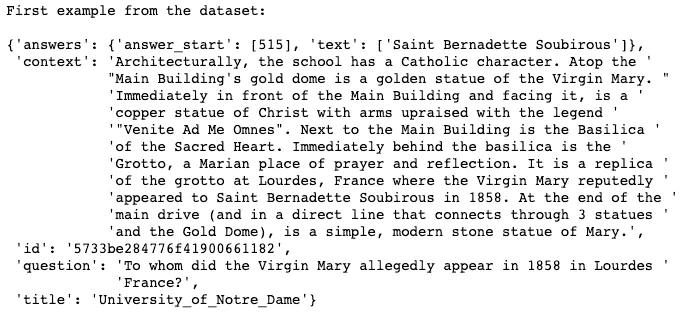 First example from the dataset:
{'answers': {'answer_start': [515], 'text': ['Saint Bernadette Soubirous']},
'context': 'Architecturally, the school has a Catholic character. Atop the '
"Main Building's gold dome is a golden statue of the Virgin Mary. "
'Immediately in front of the Main Building and facing it, is a '
'copper statue of Christ with arms upraised with the legend '
'"Venite Ad Me Omnes". Next to the Main Building is the Basilica '
'of the Sacred Heart. Immediately behind the basilica is the '
'Grotto, a Marian place of prayer and reflection. It is a replica '
'of the grotto at Lourdes, France where the Virgin Mary reputedly '
'appeared to Saint Bernadette Soubirous in 1858. At the end of the '
'main drive (and in a direct line that connects through 3 statues '
'and the Gold Dome), is a simple, modern stone statue of Mary.',
'id': '5733be284776f41900661182',
'question': 'To whom did the Virgin Mary allegedly appear in 1858 in Lourdes '
'France?',
'title': 'University_of_Notre_Dame'}